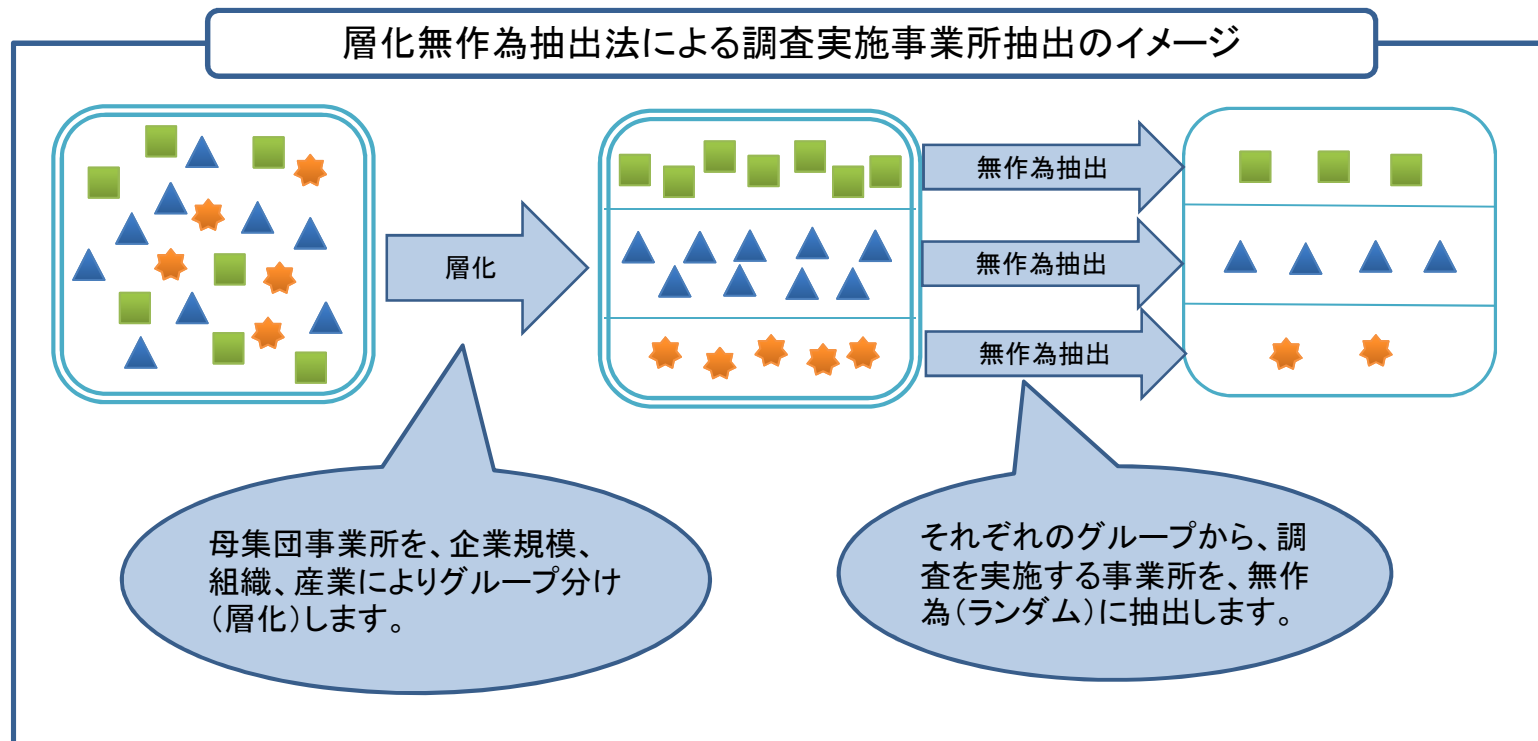 層化無作為抽出法による調査実施事業所抽出のイメージ
層化
無作為抽出
無作為抽出
無作為抽出
母集団事業所を、企業規模、
組織、産業によりグループ分け
(層化)します。
それぞれのグループから、調
査を実施する事業所を、無作
為(ランダム)に抽出します。